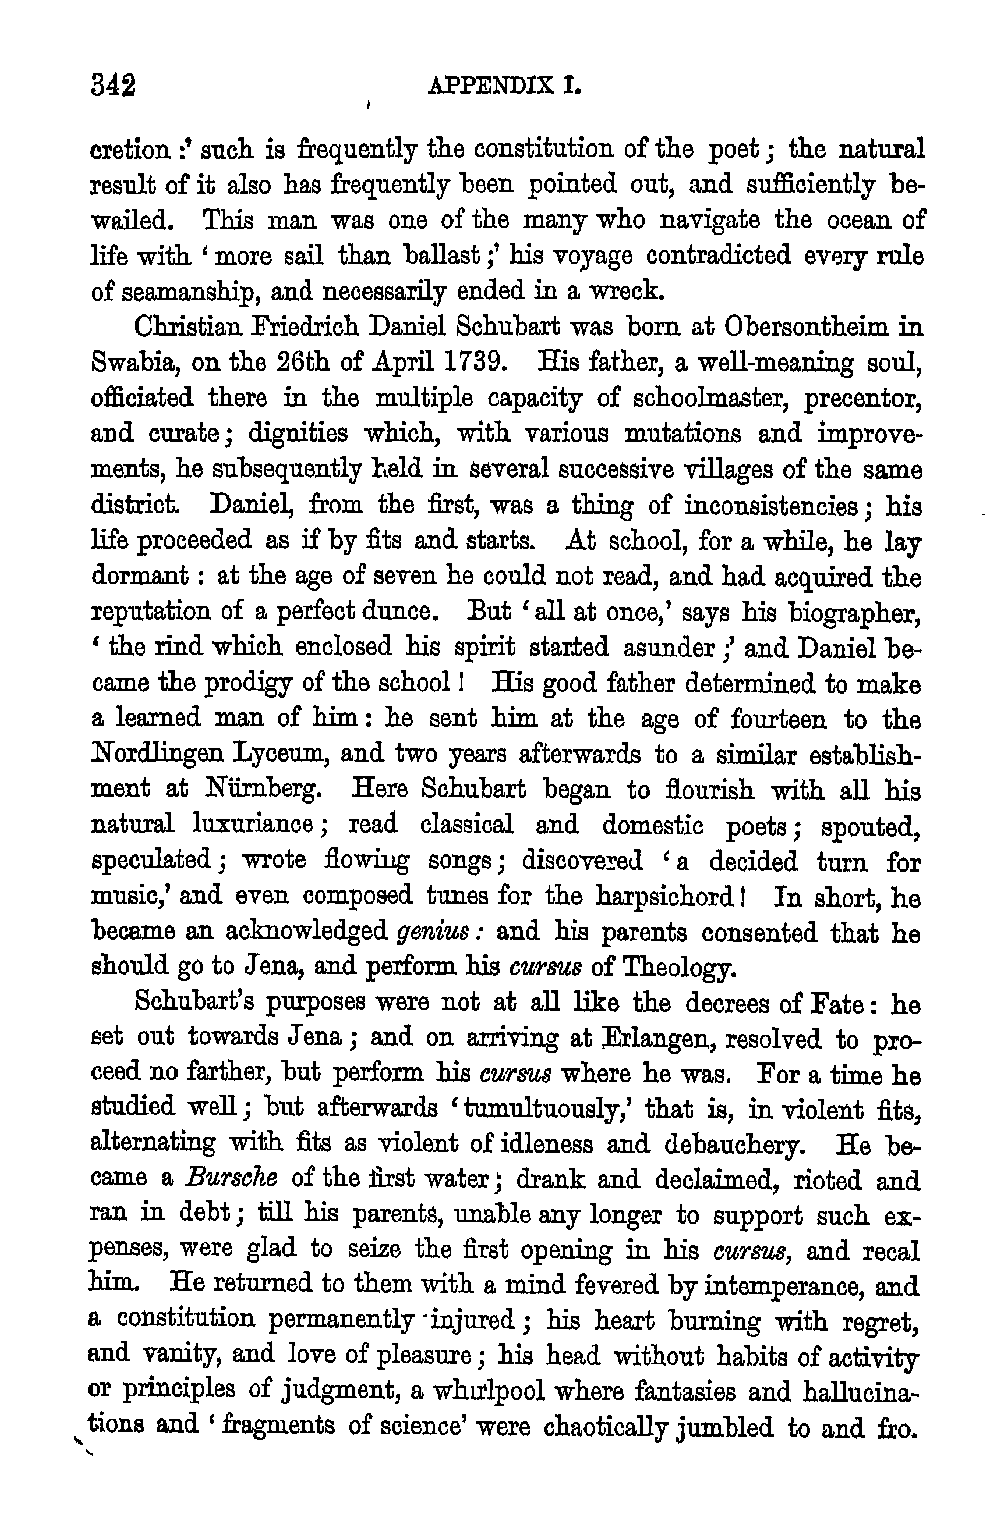 342 APPENDIX I.
cretion :’ such is frequently the constitution of the poet ; the natural
result of it also has frequently been pointed out, and sufficiently be-
wailed. This man was one of the many who navigate the ocean of
life with ‘ more sail than ballast ;’ his voyage contradicted every rule
of seamanship, and necessarily ended in a wreck.
Christian Friedrich Daniel Schubart was born at Obersontheim in
Swabia, on the 26th of April 1739. His father, a well-meaning soul,
officiated there in the multiple capacity of schoolmaster, precentor,
and curate ; dignities which, with various mutations and improve-
ments, he subsequently held in several successive villages of the same
district. Daniel, from the first, was a thing of inconsistencies ; his
life proceeded as if by fits and starts. At school, for a while, he lay
dormant : at the age of seven he could not read, and had acquired the
reputation of a perfect dunce. But ‘ all at once,’ says his biographer,
‘ the rind which enclosed his spirit started asunder ;’ and Daniel be-
came the prodigy of the school ! His good father determined to make
a learned man of him : he sent him at the age of fourteen to the
Nordlingen Lyceum, and two years afterwards to a similar establish-
ment at Nürnberg. Here Schubart began to flourish with all his
natural luxuriance ; read classical and domestic poets ; spouted,
speculated ; wrote flowing songs ; discovered ‘ a decided turn for
music,’ and even composed tunes for the harpsichord ! In short, he
became an acknowledged genius : and his parents consented that he
should go to Jena, and perform his cursus of Theology.
Schubart’s purposes were not at all like the decrees of Fate : he
set out towards Jena ; and on arriving at Erlangen, resolved to pro-
ceed no farther, but perform his cursus where he was. For a time he
studied well ; but afterwards ‘ tumultuously,’ that is, in violent fits,
alternating with fits as violent of idleness and debauchery. He be-
came a Bursche of the first water ; drank and declaimed, rioted and
ran in debt ; till his parents, unable any longer to support such ex-
penses, were glad to seize the first opening in his cursus, and recal
him. He returned to them with a mind fevered by intemperance, and
a constitution permanently injured ; his heart burning with regret,
and vanity, and love of pleasure ; his head without habits of activity
or principles of judgment, a whirlpool where fantasies and hallucina-
tions and ‘ fragments of science’ were chaotically jumbled to and fro.